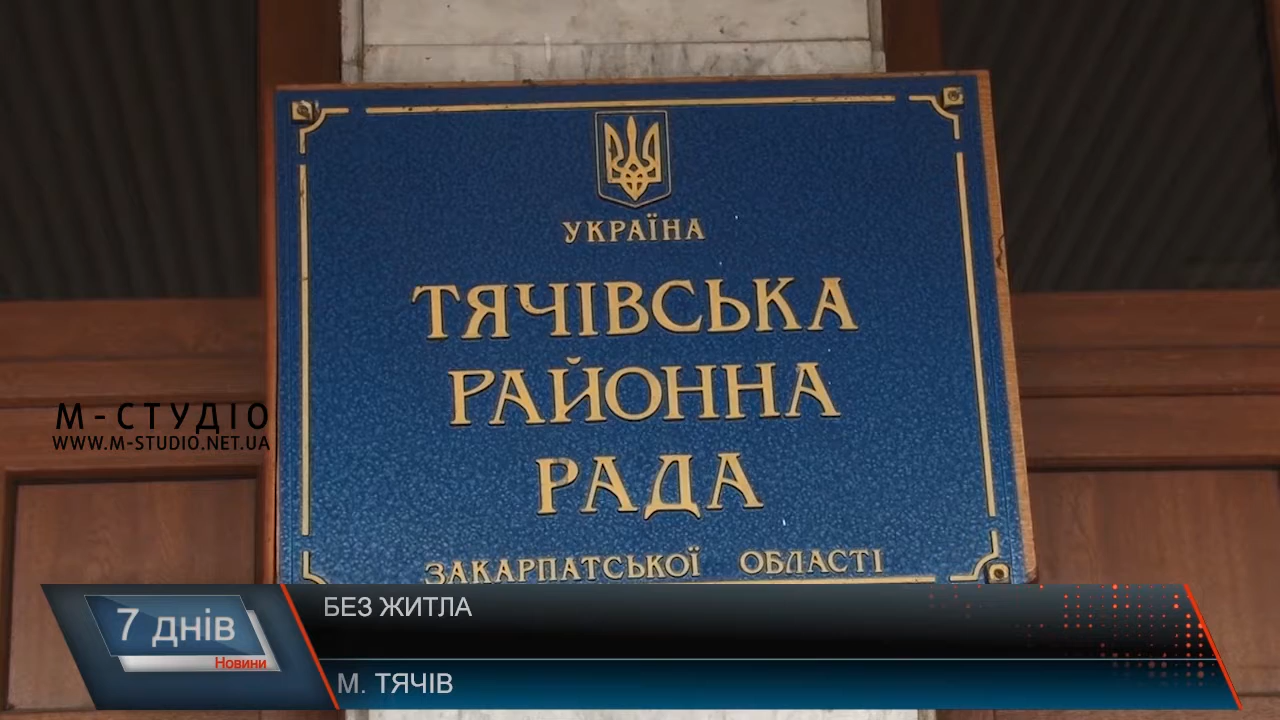 УКРАЇНА
ТЯЧІВСЬКА
РАЙОННА
РАДА
ЗАКАРПАТСЬКОЇ ОБЛАСТІ
М-СТУДІО
WWW.M-STUDIO.NET.UA
7 днів
Новини
БЕЗ ЖИТЛА
М. ТЯЧІВ